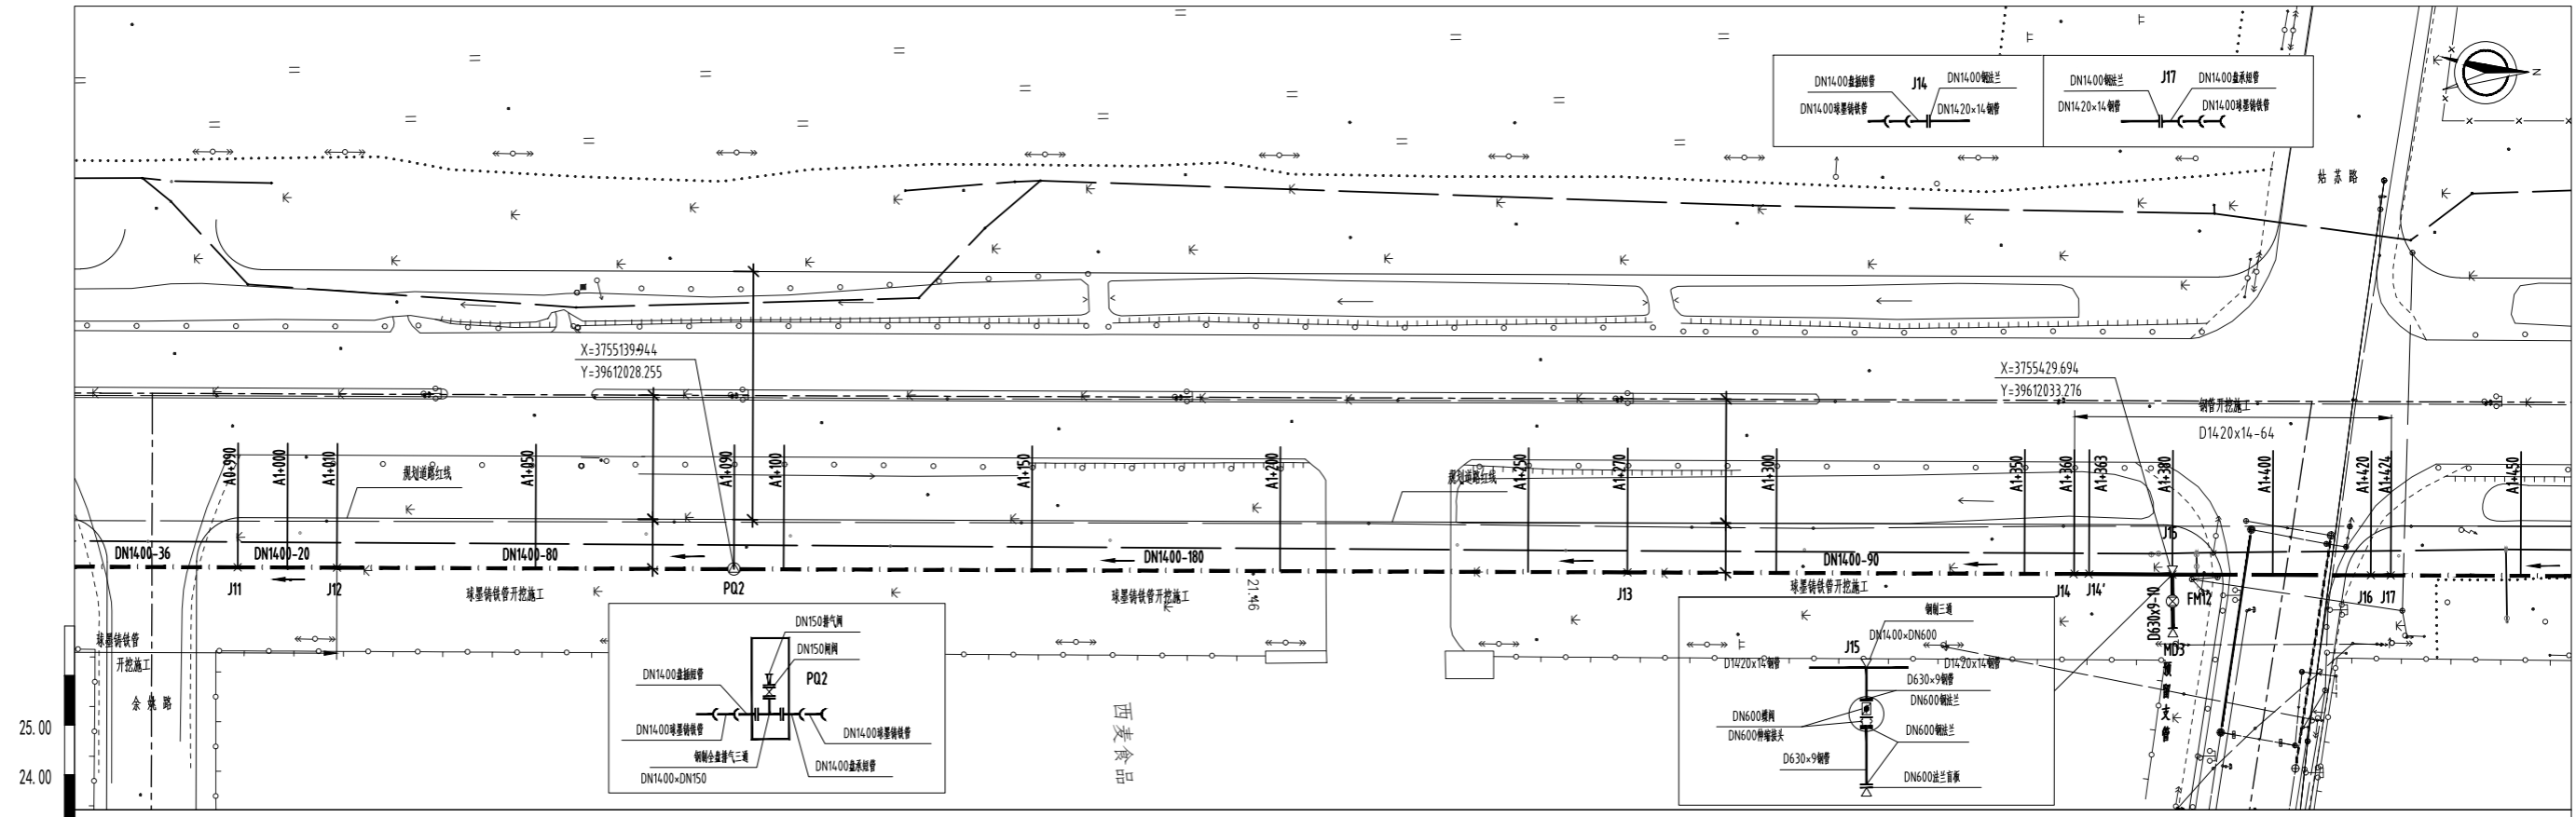 DN1400盘插短管
J14
DN1400钢法兰
DN1400球墨铸铁管
DN1420×14钢管
DN1400钢法兰
J17
DN1400盘承短管
DN1420×14钢管
DN1400球墨铸铁管
N
姑苏路
X=3755139.944
Y=39612028.255
X=3755429.694
Y=39612033.276
钢管开挖施工
D1420x14-64
A0+990
A1+000
A1+010
规划道路红线
A1+050
A1+090
A1+100
A1+150
A1+200
规划道路红线
A1+250
A1+270
A1+300
A1+350
A1+360
A1+363
A1+380
A1+400
A1+420
A1+424
A1+450
DN1400-36
DN1400-20
DN1400-80
DN1400-180
DN1400-90
J15
J11
J12
球墨铸铁管开挖施工
PQ2
球墨铸铁管开挖施工
21.46
J13
球墨铸铁管开挖施工
J14
J14'
D630x9-10
FM12
J16
J17
MD3
预留支管
球墨铸铁管
开挖施工
余姚路
DN150排气阀
DN150闸阀
DN1400盘插短管
PQ2
DN1400球墨铸铁管
DN1400球墨铸铁管
钢制全盘排气三通
DN1400盘承短管
DN1400×DN150
西麦食品
钢制三通
DN1400×DN600
J15
D1420x14钢管
D1420x14钢管
D630×9钢管
DN600钢法兰
DN600蝶阀
DN600伸缩接头
DN600钢法兰
D630×9钢管
DN600法兰盲板
25.00
24.00